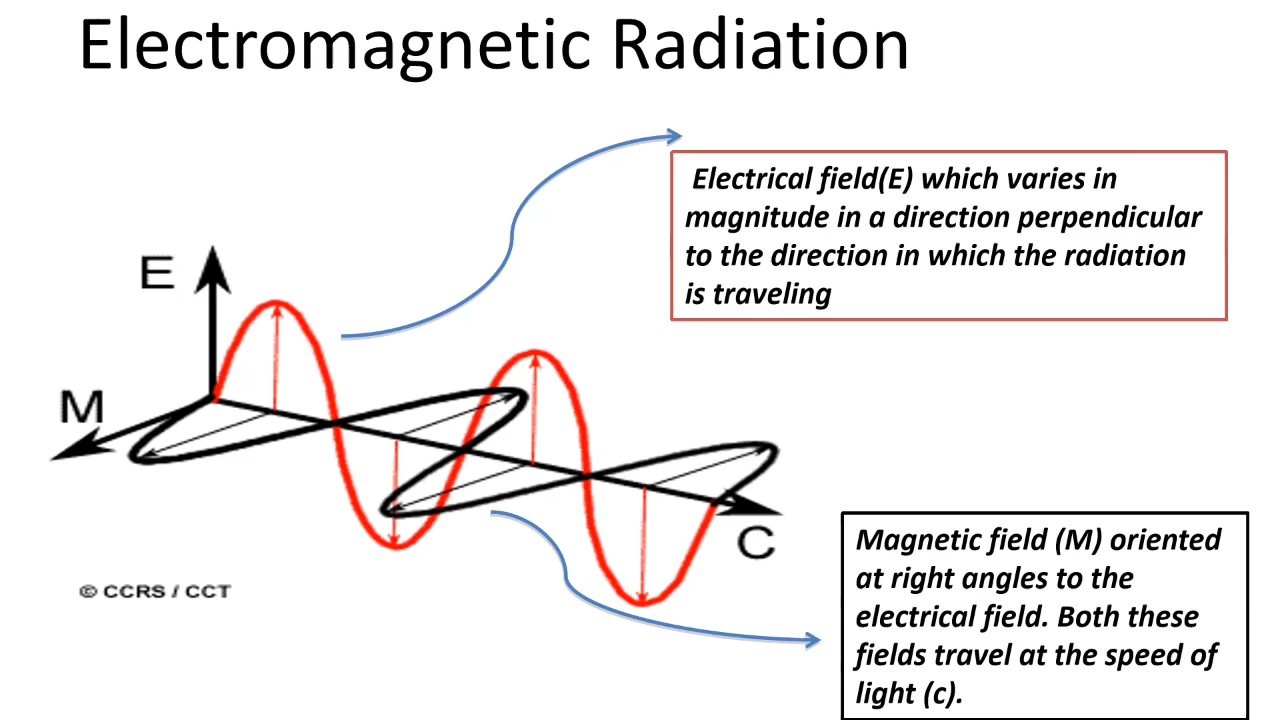 Electromagnetic Radiation
Electrical field(E) which varies in
magnitude in a direction perpendicular
to the direction in which the radiation
is traveling
E
M
C
© CCRS / CCT
Magnetic field (M) oriented
at right angles to the
electrical field. Both these
fields travel at the speed of
light (c).